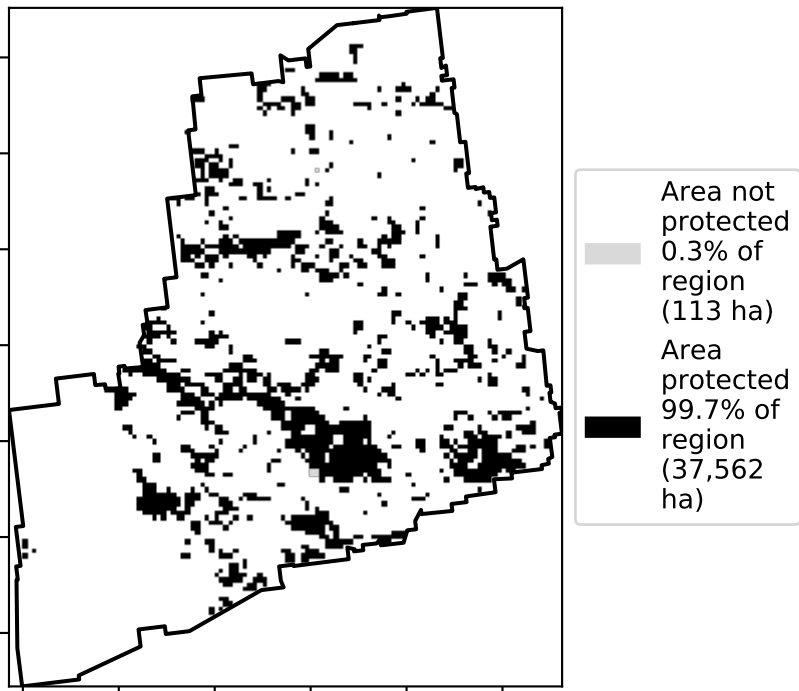 Area not
protected
0.3% of
region
(113 ha)
Area
protected
99.7% of
region
(37,562
ha)